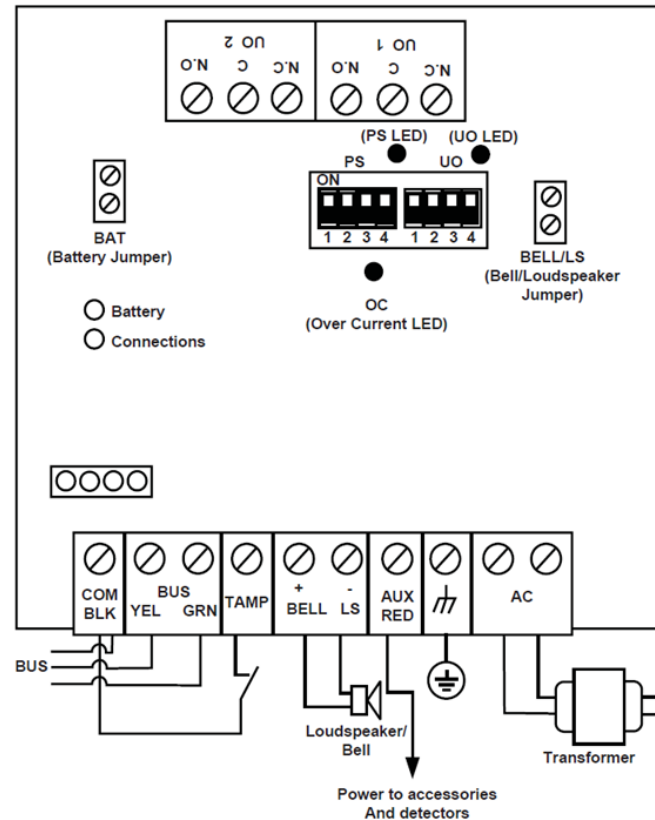 UO 2
UO 1
N.O
C
N.C
N.O
C
N.C
(PS LED)
(UO LED)
PS
UO
ON
1 2 3 4
1 2 3 4
BAT
(Battery Jumper)
BELL/LS
(Bell/Loudspeaker
Jumper)
OC
(Over Current LED)
Battery
Connections
COM
BLK
BUS
YEL GRN
TAMP
+ -
BELL LS
AUX
RED
AC
BUS
Loudspeaker/
Bell
Transformer
Power to accessories
And detectors